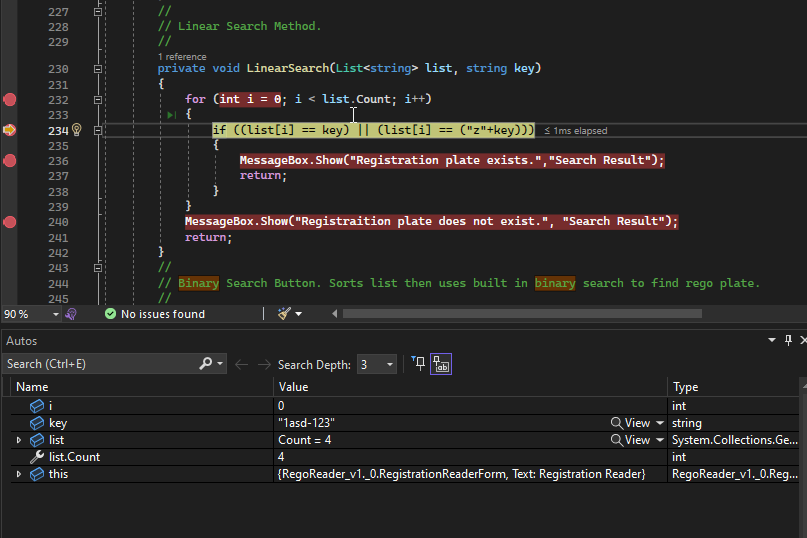 227 //
228 // Linear Search Method.
229 //
1 reference
230 private void LinearSearch(List<string> list, string key)
231 {
232 for (int i = 0; i < list.Count; i++)
233 {
234 if ((list[i] == key) || (list[i] == ("z"+key))) ≤ 1ms elapsed
235 {
236 MessageBox.Show("Registration plate exists.","Search Result");
237 return;
238 }
239 }
240 MessageBox.Show("Registraition plate does not exist.", "Search Result");
241 return;
242 }
243 //
244 // Binary Search Button. Sorts list then uses built in binary search to find rego plate.
245 //
90 % No issues found
Autos
Search (Ctrl+E) Search Depth: 3
Name Value Type
i 0 int
key "1asd-123" View string
list Count = 4 View System.Collections.Ge...
list.Count 4 int
this {RegoReader_v1._0.RegistrationReaderForm, Text: Registration Reader} RegoReader_v1._0.Reg...